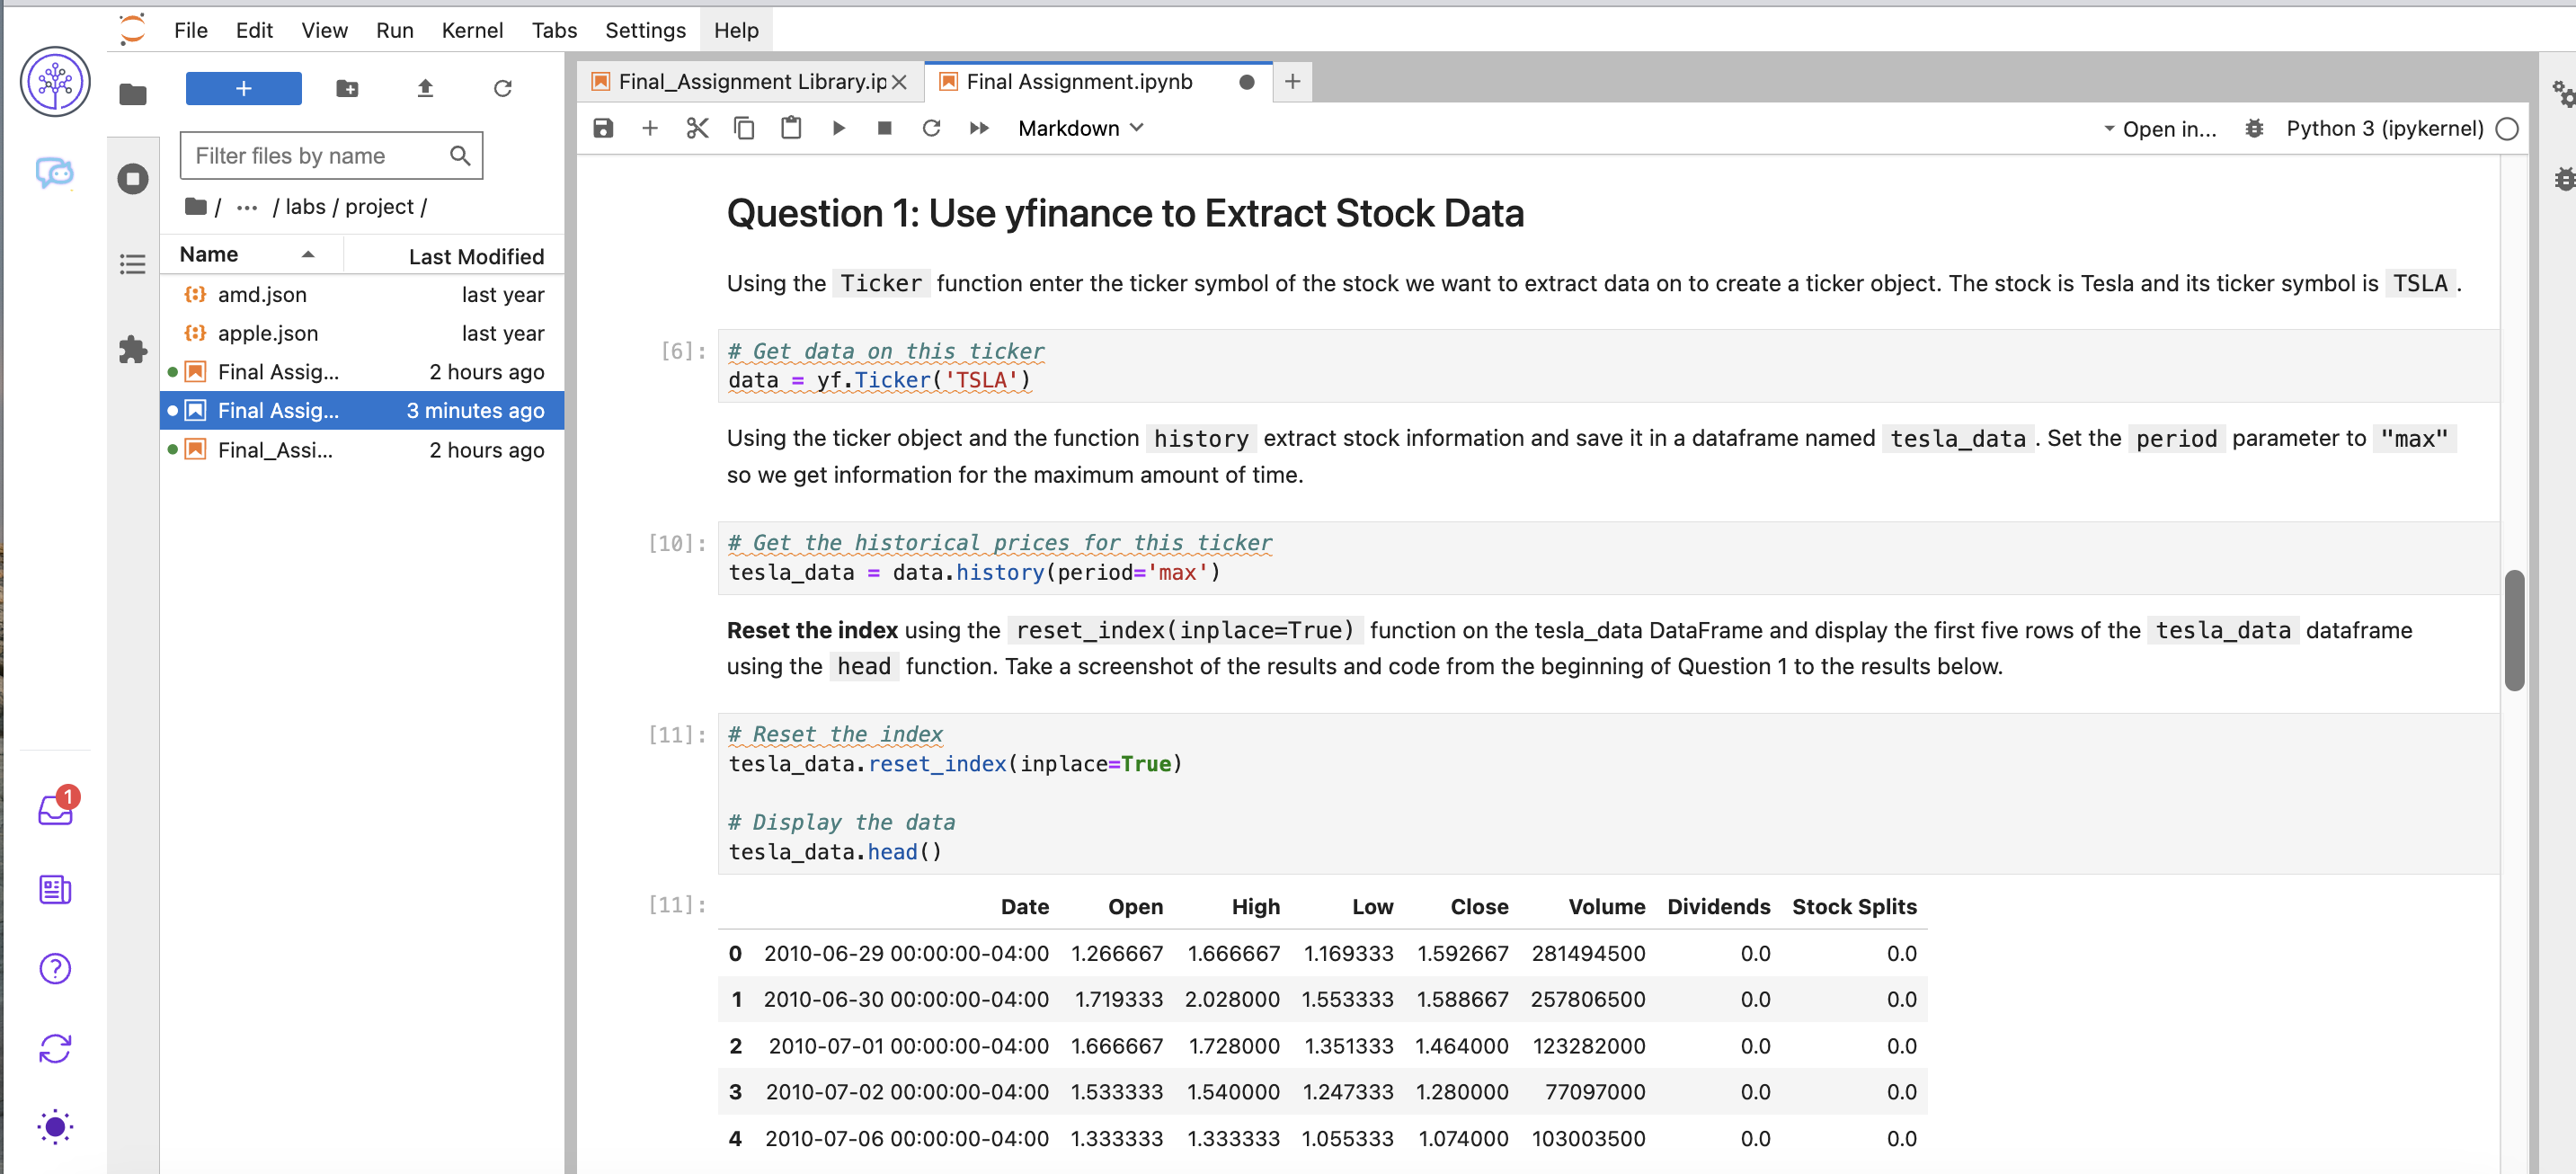 File Edit View Run Kernel Tabs Settings Help
Final_Assignment Library.ip Final Assignment.ipynb
Markdown Open in... Python 3 (ipykernel)
Filter files by name
/ ... / labs / project /
Name Last Modified
amd.json last year
apple.json last year
Final Assig... 2 hours ago
Final Assig... 3 minutes ago
Final_Assi... 2 hours ago
1
Question 1: Use yfinance to Extract Stock Data
Using the Ticker function enter the ticker symbol of the stock we want to extract data on to create a ticker object. The stock is Tesla and its ticker symbol is TSLA .
[6]: # Get data on this ticker
data = yf.Ticker('TSLA')
Using the ticker object and the function history extract stock information and save it in a dataframe named tesla_data . Set the period parameter to "max"
so we get information for the maximum amount of time.
[10]: # Get the historical prices for this ticker
tesla_data = data.history(period='max')
Reset the index using the reset_index(inplace=True) function on the tesla_data DataFrame and display the first five rows of the tesla_data dataframe
using the head function. Take a screenshot of the results and code from the beginning of Question 1 to the results below.
[11]: # Reset the index
tesla_data.reset_index(inplace=True)
# Display the data
tesla_data.head()
[11]: Date Open High Low Close Volume Dividends Stock Splits
0 2010-06-29 00:00:00-04:00 1.266667 1.666667 1.169333 1.592667 281494500 0.0 0.0
1 2010-06-30 00:00:00-04:00 1.719333 2.028000 1.553333 1.588667 257806500 0.0 0.0
2 2010-07-01 00:00:00-04:00 1.666667 1.728000 1.351333 1.464000 123282000 0.0 0.0
3 2010-07-02 00:00:00-04:00 1.533333 1.540000 1.247333 1.280000 77097000 0.0 0.0
4 2010-07-06 00:00:00-04:00 1.333333 1.333333 1.055333 1.074000 103003500 0.0 0.0